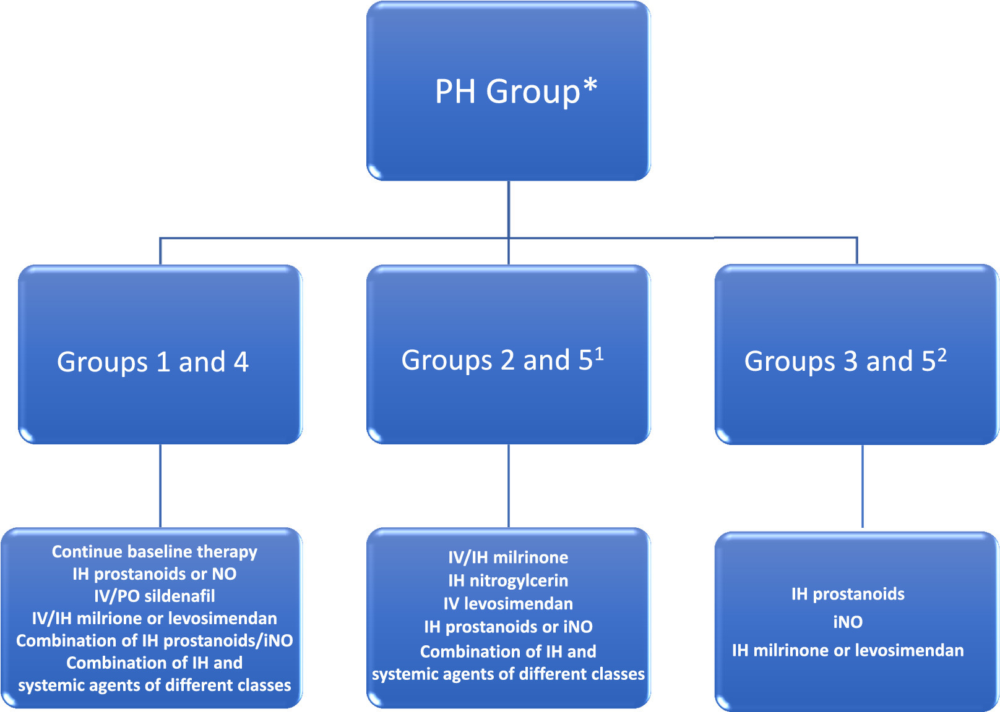 PH Group*
Groups 1 and 4
Groups 2 and 5¹
Groups 3 and 5²
Continue baseline therapy
IH prostanoids or NO
IV/PO sildenafil
IV/IH milrione or levosimendan
Combination of IH prostanoids/iNO
Combination of IH and
systemic agents of different classes
IV/IH milrinone
IH nitrogylcerin
IV levosimendan
IH prostanoids or iNO
Combination of IH and
systemic agents of different classes
IH prostanoids
iNO
IH milrinone or levosimendan